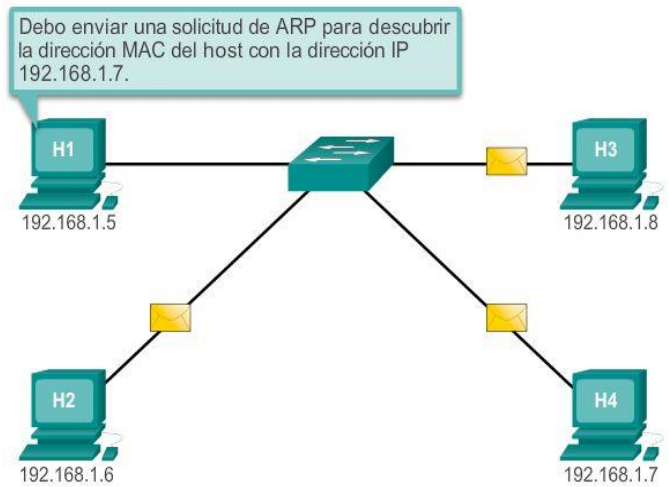 Debo enviar una solicitud de ARP para descubrir
la dirección MAC del host con la dirección IP
192.168.1.7.
H1
H3
192.168.1.5
192.168.1.8
H2
H4
192.168.1.6
192.168.1.7